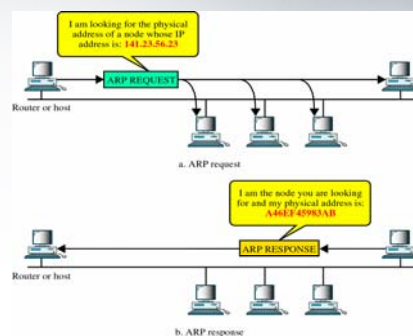 I am looking for the physical
address of a node whose IP
address is: 141.23.56.23
ARP REQUEST
Router or host
a. ARP request
I am the node you are looking
for and my physical address is:
A46EF45983AB
ARP RESPONSE
Router or host
b. ARP response